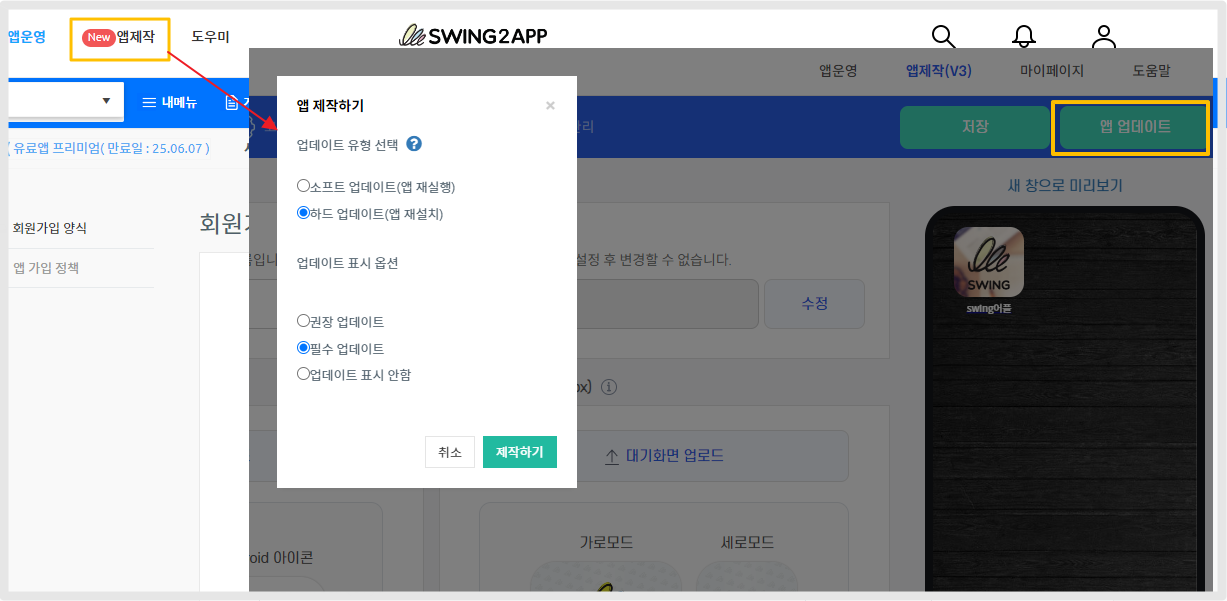 앱운영
New 앱제작
도우미
SWING2APP
앱운영
앱제작(V3)
마이페이지
도움말
내메뉴
관리
저장
앱 업데이트
유료앱 프리미엄( 만료일 : 25.06.07 )
새 창으로 미리보기
회원가입 양식
앱 가입 정책
앱 제작하기
×
업데이트 유형 선택 ?
소프트 업데이트(앱 재실행)
하드 업데이트(앱 재설치)
업데이트 표시 옵션
권장 업데이트
필수 업데이트
업데이트 표시 안함
취소
제작하기
설정 후 변경할 수 없습니다.
수정
px)
대기화면 업로드
가로모드
세로모드
roid 아이콘
SWING
swing어플